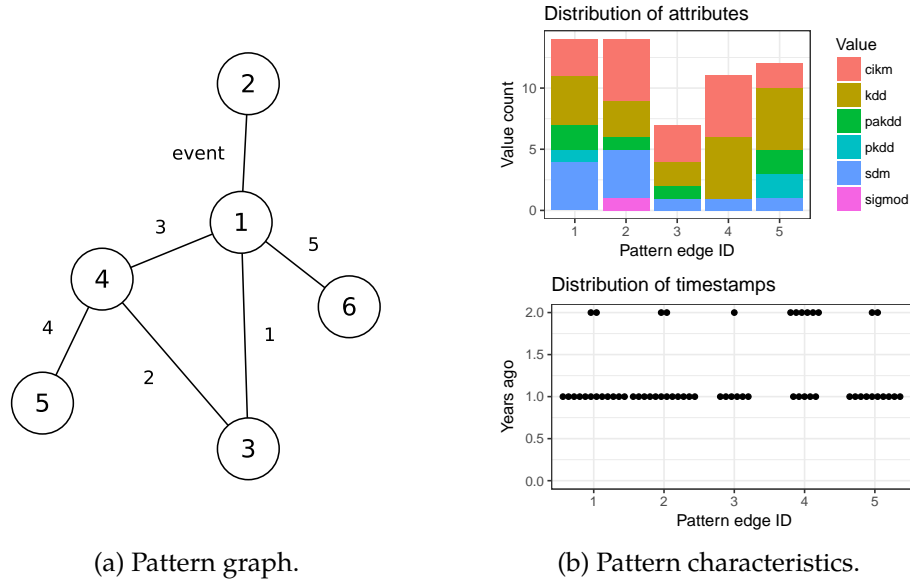 2
event
1
3
5
4
6
4
1
2
5
3
(a) Pattern graph.
Distribution of attributes
Value count
10
5
0
1 2 3 4 5
Pattern edge ID
Value
cikm
kdd
pakdd
pkdd
sdm
sigmod
Distribution of timestamps
Years ago
2.0
1.5
1.0
0.5
0.0
1 2 3 4 5
Pattern edge ID
(b) Pattern characteristics.